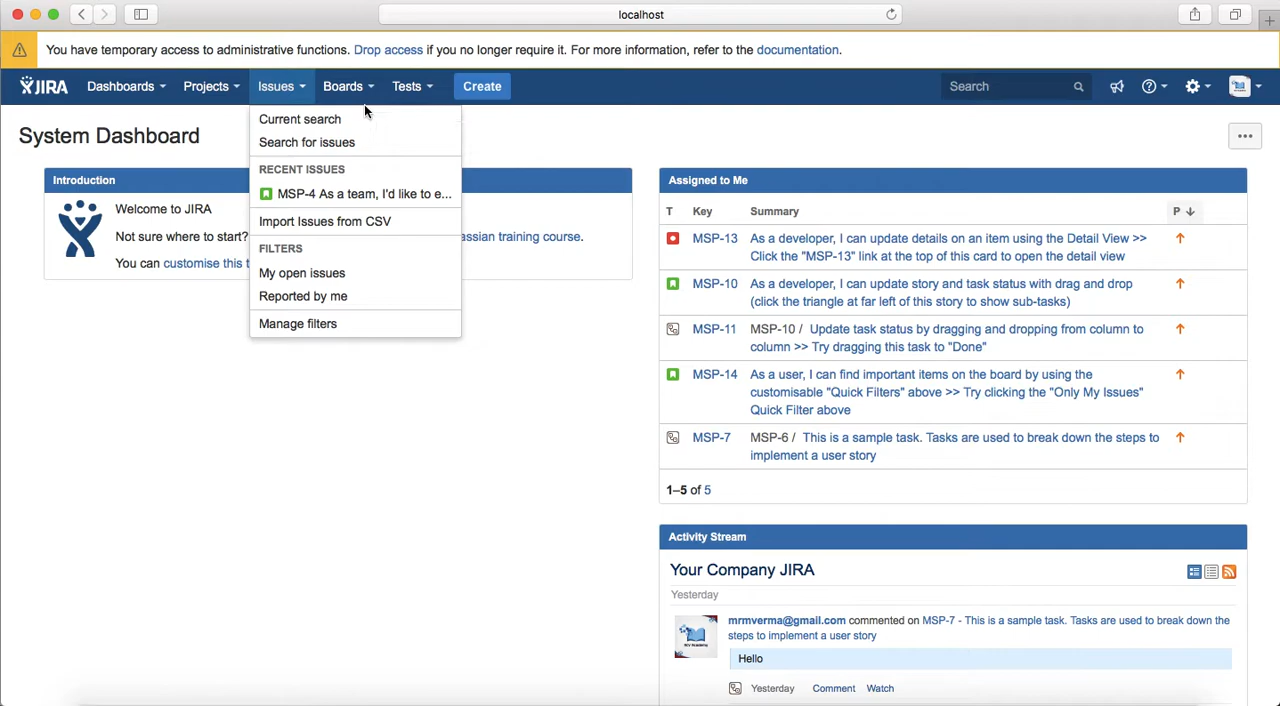 localhost
You have temporary access to administrative functions. Drop access if you no longer require it. For more information, refer to the documentation.
JIRA Dashboards Projects Issues Boards Tests Create Search
System Dashboard
Current search
Search for issues
RECENT ISSUES
MSP-4 As a team, I'd like to e...
Import Issues from CSV
FILTERS
My open issues
Reported by me
Manage filters
Introduction
Welcome to JIRA
Not sure where to start? assian training course.
You can customise this t
Assigned to Me
T Key Summary P
MSP-13 As a developer, I can update details on an item using the Detail View >>
Click the "MSP-13" link at the top of this card to open the detail view
MSP-10 As a developer, I can update story and task status with drag and drop
(click the triangle at far left of this story to show sub-tasks)
MSP-11 MSP-10 / Update task status by dragging and dropping from column to
column >> Try dragging this task to "Done"
MSP-14 As a user, I can find important items on the board by using the
customisable "Quick Filters" above >> Try clicking the "Only My Issues"
Quick Filter above
MSP-7 MSP-6 / This is a sample task. Tasks are used to break down the steps to
implement a user story
1–5 of 5
Activity Stream
Your Company JIRA
Yesterday
mrmverma@gmail.com commented on MSP-7 - This is a sample task. Tasks are used to break down the
steps to implement a user story
Hello
Yesterday Comment Watch